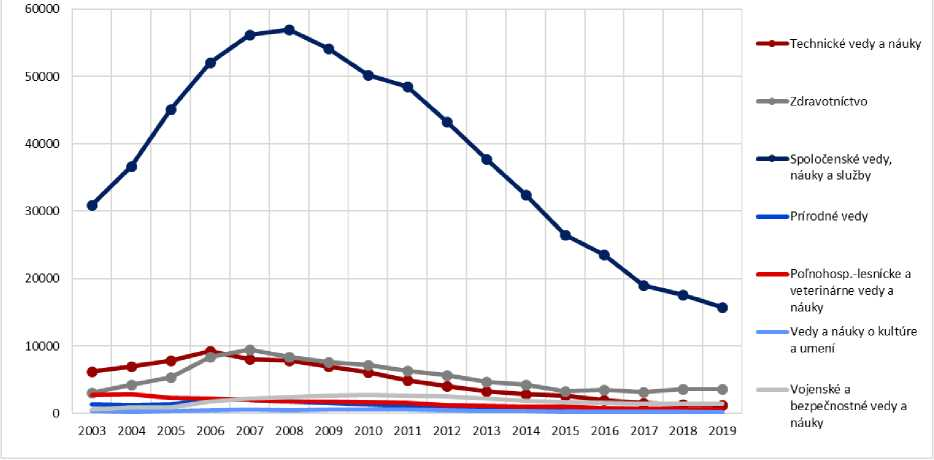 60000
50000
40000
30000
20000
10000
0
2003 2004 2005 2006 2007 2008 2009 2010 2011 2012 2013 2014 2015 2016 2017 2018 2019
Technické vedy a náuky
Zdravotníctvo
Spoločenské vedy,
náuky a služby
Prírodné vedy
Poľnohosp.-lesnícke a
veterinárne vedy a
náuky
Vedy a náuky o kultúre
a umení
Vojenské a
bezpečnostné vedy a
náuky